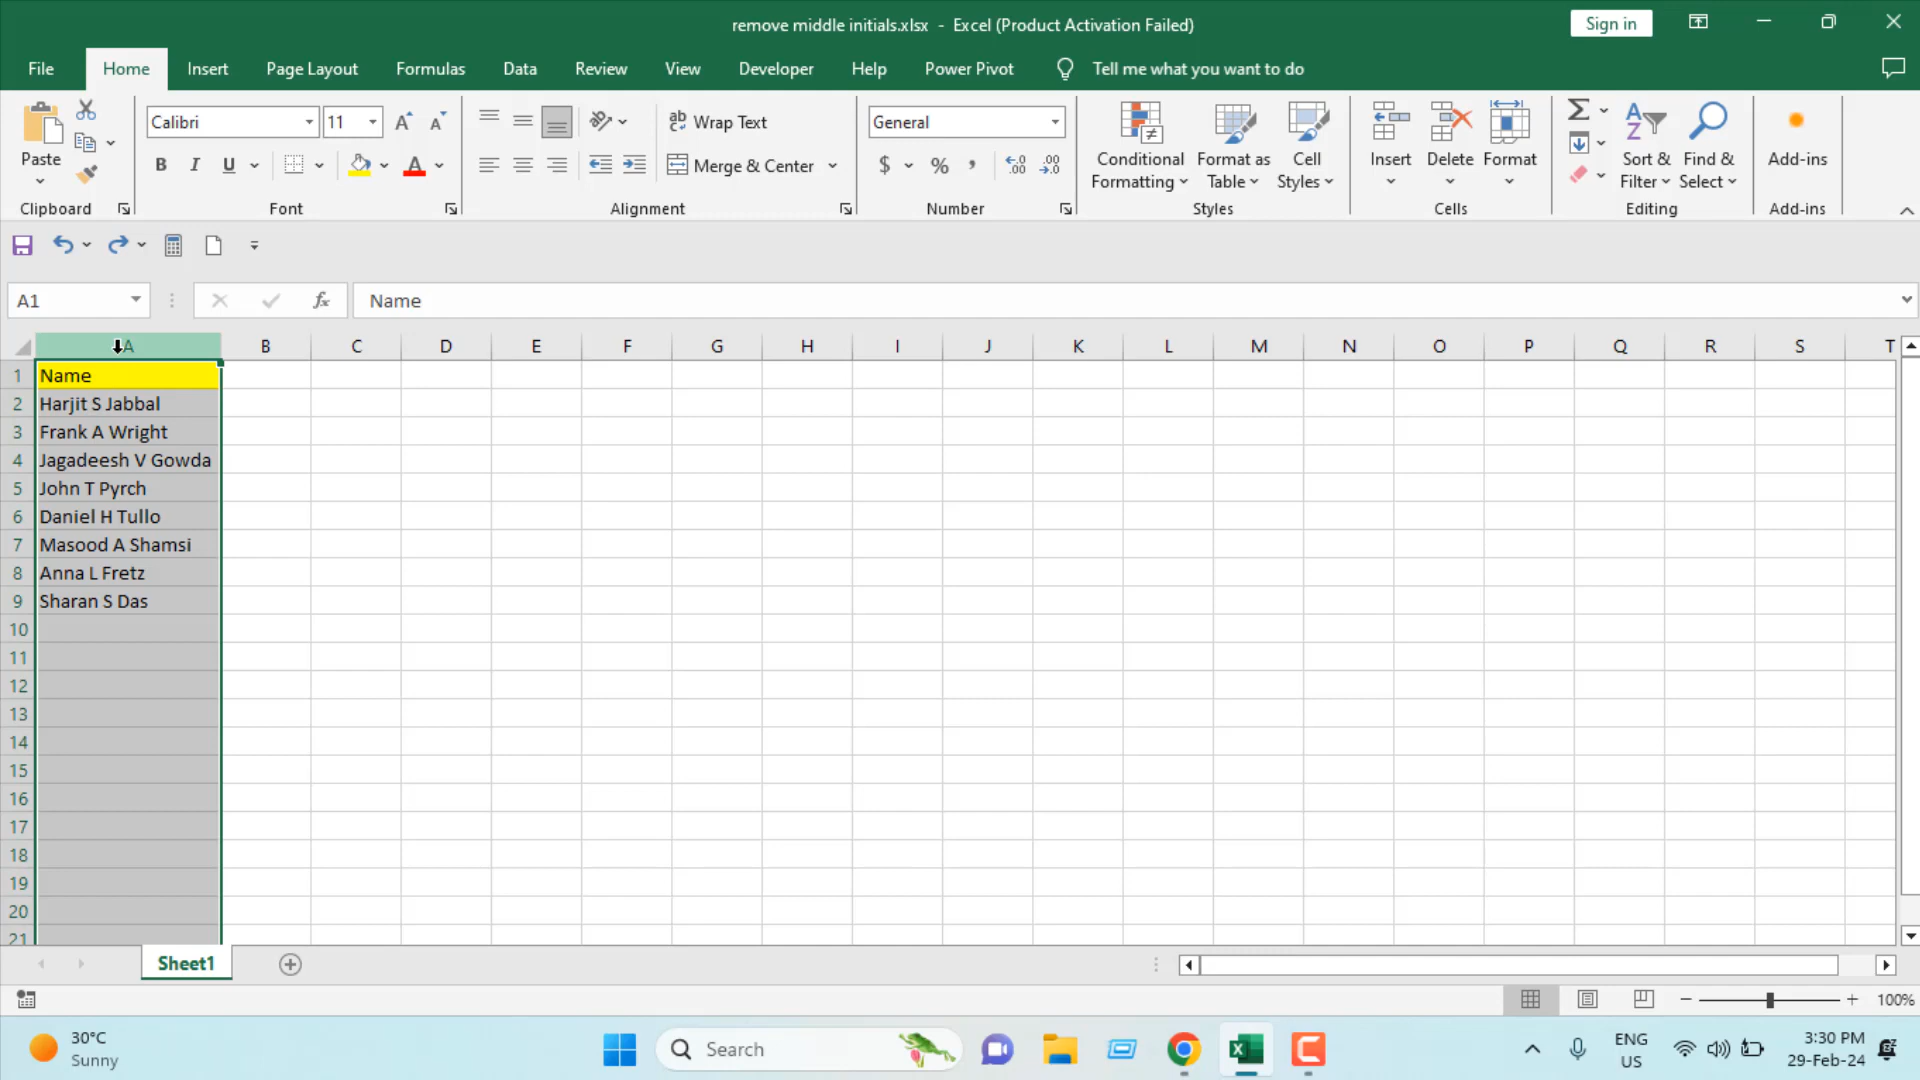 remove middle initials.xlsx - Excel (Product Activation Failed)
Sign in
File Home Insert Page Layout Formulas Data Review View Developer Help Power Pivot Tell me what you want to do
Paste
Clipboard
Calibri 11
B I U
Font
Wrap Text
Merge & Center
Alignment
General
$ % ,
Number
Conditional Formatting
Format as Table
Cell Styles
Styles
Insert Delete Format
Cells
Sort & Filter
Find & Select
Editing
Add-ins
Add-ins
A1 fx Name
A B C D E F G H I J K L M N O P Q R S T
1 Name
2 Harjit S Jabbal
3 Frank A Wright
4 Jagadeesh V Gowda
5 John T Pyrch
6 Daniel H Tullo
7 Masood A Shamsi
8 Anna L Fretz
9 Sharan S Das
10
11
12
13
14
15
16
17
18
19
20
21
Sheet1
100%
30°C
Sunny
Search
ENG
US
3:30 PM
29-Feb-24